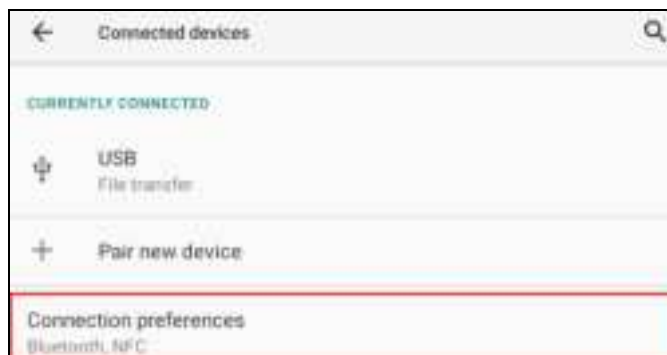 Connected devices
CURRENTLY CONNECTED
USB
File transfer
Pair new device
Connection preferences
Bluetooth, NFC